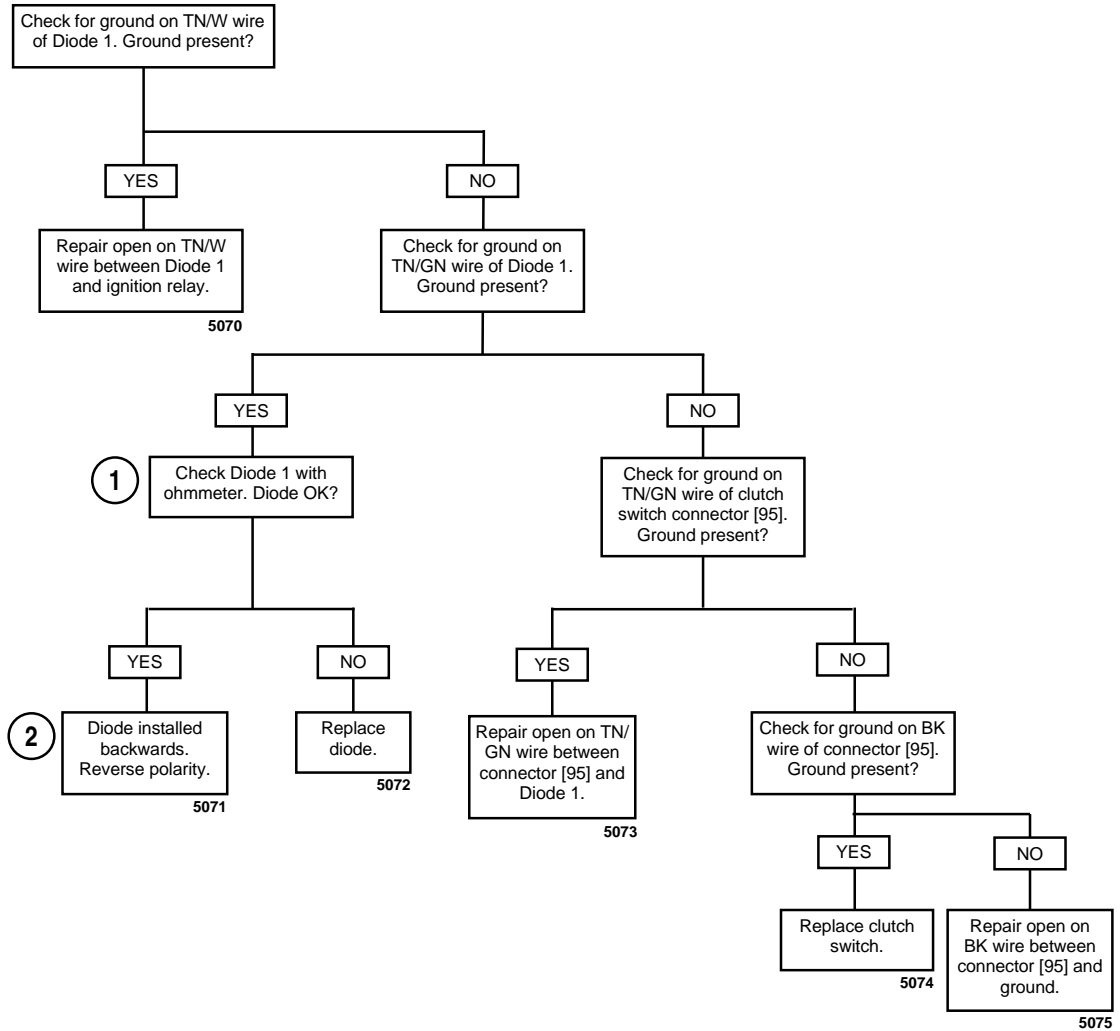 Check for ground on TN/W wire
of Diode 1. Ground present?
YES
NO
Repair open on TN/W
wire between Diode 1
and ignition relay.
5070
Check for ground on
TN/GN wire of Diode 1.
Ground present?
YES
NO
1
Check Diode 1 with
ohmmeter. Diode OK?
Check for ground on
TN/GN wire of clutch
switch connector [95].
Ground present?
YES
NO
YES
NO
2
Diode installed
backwards.
Reverse polarity.
5071
Replace
diode.
5072
Repair open on TN/
GN wire between
connector [95] and
Diode 1.
5073
Check for ground on BK
wire of connector [95].
Ground present?
YES
NO
Replace clutch
switch.
5074
Repair open on
BK wire between
connector [95] and
ground.
5075